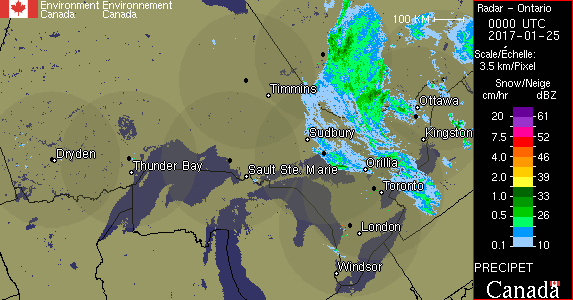 Environment Environnement
Canada Canada
Radar - Ontario
0000 UTC
2017-01-25
100 KM
Scale/Échelle:
3.5 km/Pixel
Snow/Neige
cm/hr dBZ
20 61
7.5 52
4.0 46
2.0 39
1.0 33
0.5 26
0.1 10
Timmins
Ottawa
Sudbury
Kingston
Dryden
Thunder Bay
Sault Ste. Marie
Orillia
Toronto
London
Windsor
PRECIPET
Canada